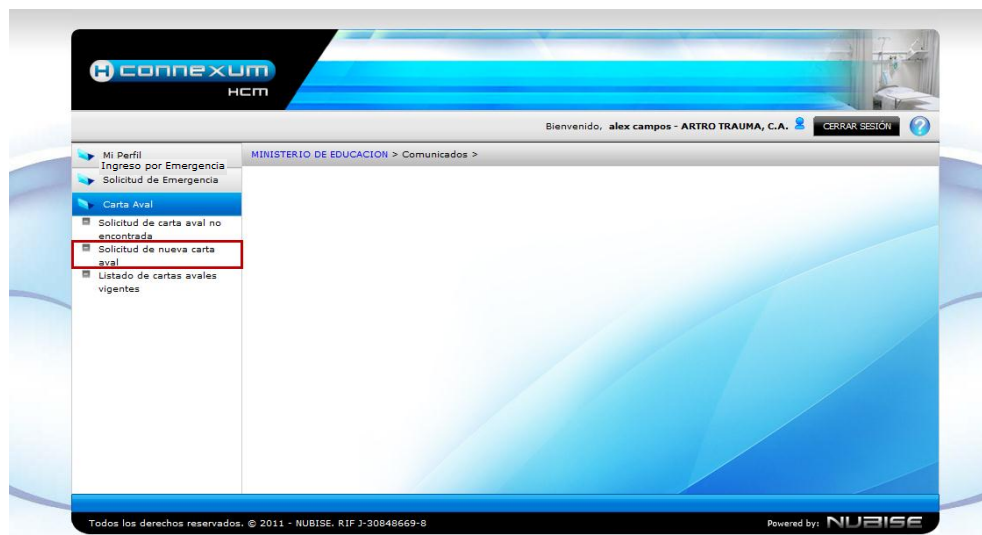 H connexum
HCM
Bienvenido, alex campos - ARTRO TRAUMA, C.A.
CERRAR SESIÓN
?
Mi Perfil
MINISTERIO DE EDUCACION > Comunicados >
Ingreso por Emergencia
Solicitud de Emergencia
Carta Aval
Solicitud de carta aval no
encontrada
Solicitud de nueva carta
aval
Listado de cartas avales
vigentes
Todos los derechos reservados. © 2011 - NUBISE. RIF J-30848669-8
Powered by: NUBISE